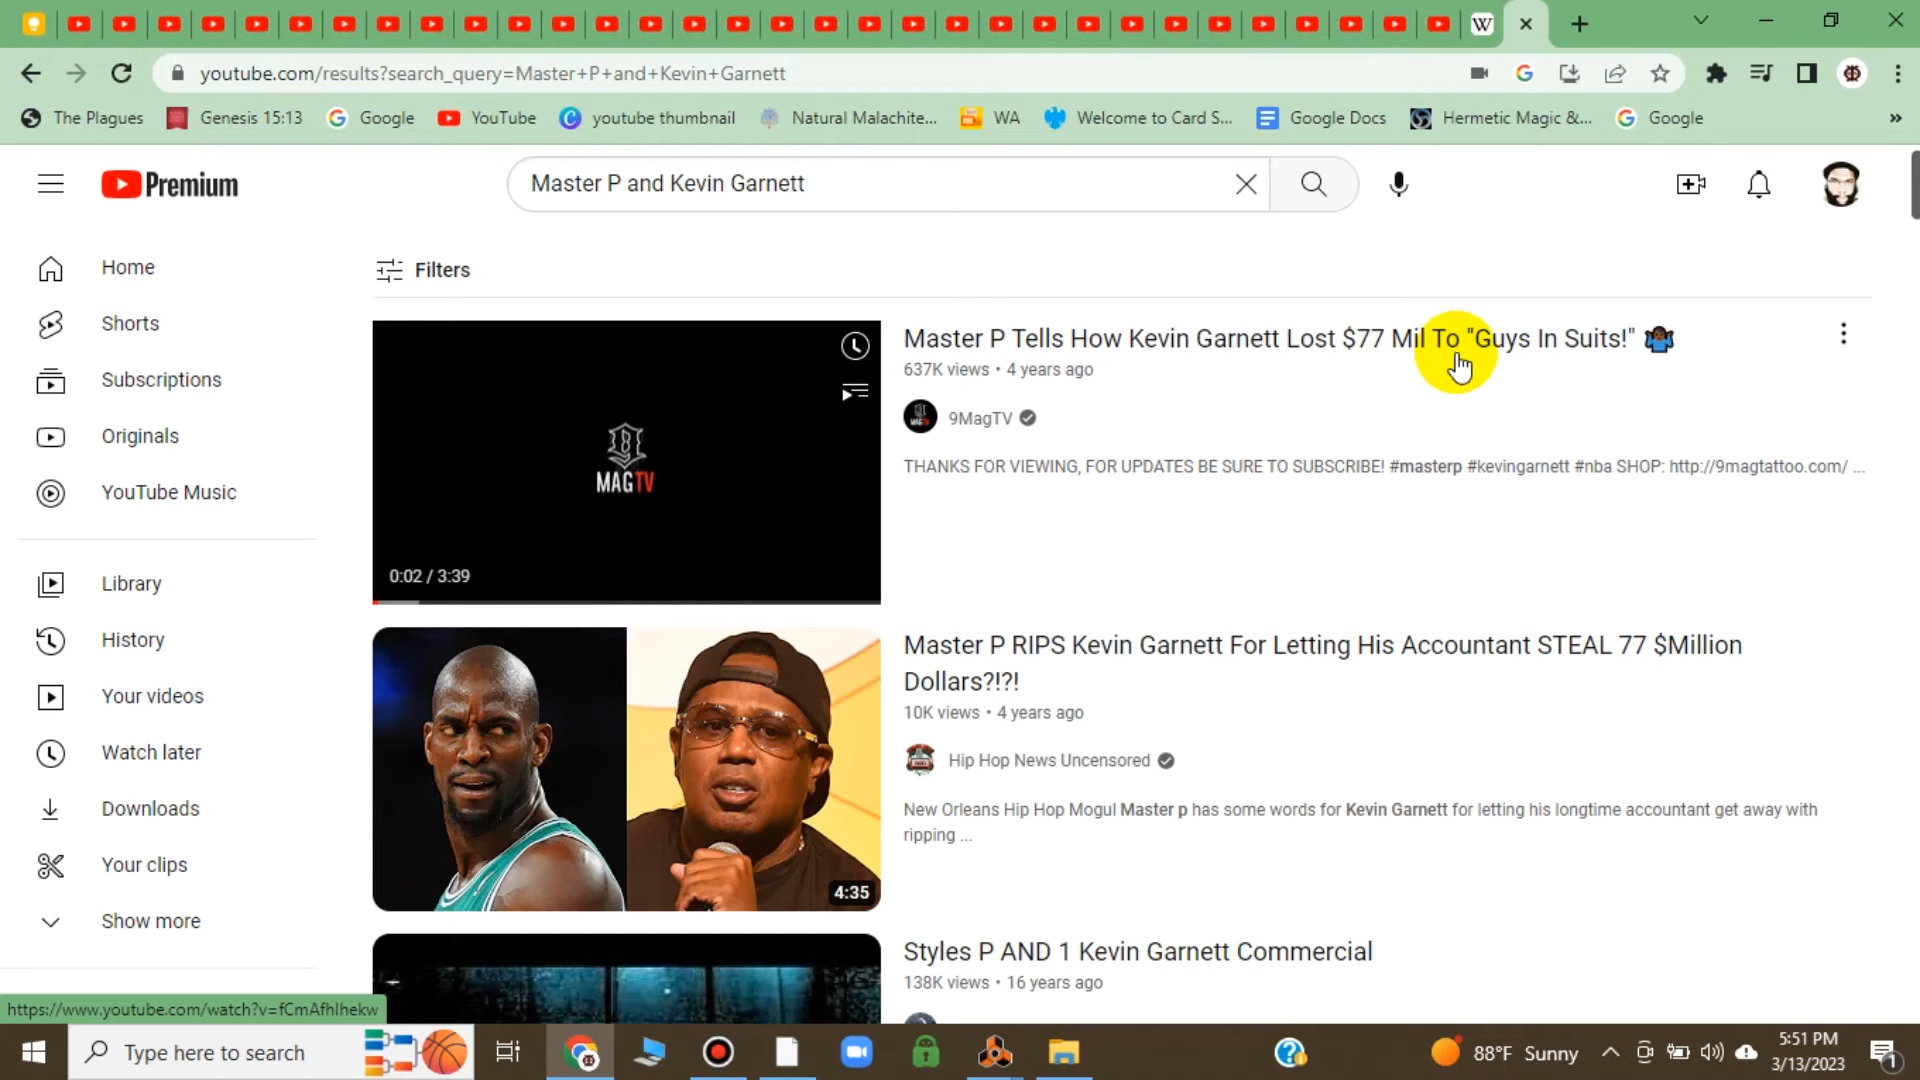 W
youtube.com/results?search_query=Master+P+and+Kevin+Garnett
The Plagues Genesis 15:13 Google YouTube youtube thumbnail Natural Malachite... WA Welcome to Card S... Google Docs Hermetic Magic &... Google »
Premium
Master P and Kevin Garnett
Home
Shorts
Subscriptions
Originals
YouTube Music
Library
History
Your videos
Watch later
Downloads
Your clips
Show more
Filters
MAGTV
0:02 / 3:39
Master P Tells How Kevin Garnett Lost $77 Mil To "Guys In Suits!" 🤷🏿‍♂️
637K views • 4 years ago
9MagTV
THANKS FOR VIEWING, FOR UPDATES BE SURE TO SUBSCRIBE! #masterp #kevingarnett #nba SHOP: http://9magtattoo.com/ ...
4:35
Master P RIPS Kevin Garnett For Letting His Accountant STEAL 77 $Million
Dollars?!?!
10K views • 4 years ago
Hip Hop News Uncensored
New Orleans Hip Hop Mogul Master p has some words for Kevin Garnett for letting his longtime accountant get away with
ripping ...
Styles P AND 1 Kevin Garnett Commercial
138K views • 16 years ago
https://www.youtube.com/watch?v=fCmAfhlhekw
Type here to search
88°F Sunny
5:51 PM
3/13/2023
1